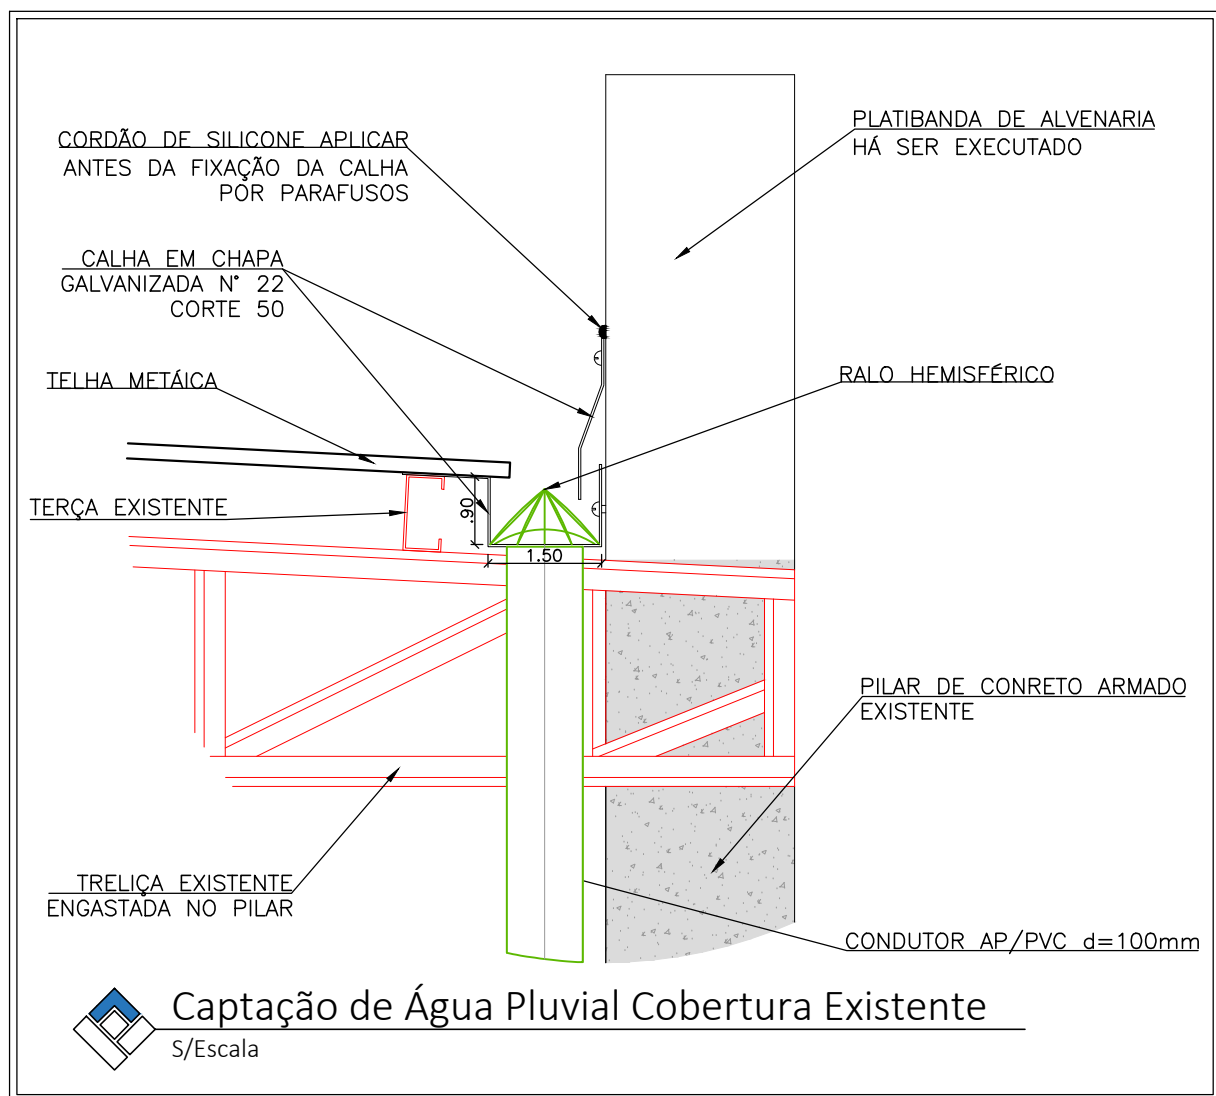 CORDÃO DE SILICONE APLICAR
ANTES DA FIXAÇÃO DA CALHA
POR PARAFUSOS
PLATIBANDA DE ALVENARIA
HÁ SER EXECUTADO
CALHA EM CHAPA
GALVANIZADA N° 22
CORTE 50
TELHA METÁICA
RALO HEMISFÉRICO
TERÇA EXISTENTE
.90
1.50
PILAR DE CONRETO ARMADO
EXISTENTE
TRELIÇA EXISTENTE
ENGASTADA NO PILAR
CONDUTOR AP/PVC d=100mm
Captação de Água Pluvial Cobertura Existente
S/Escala